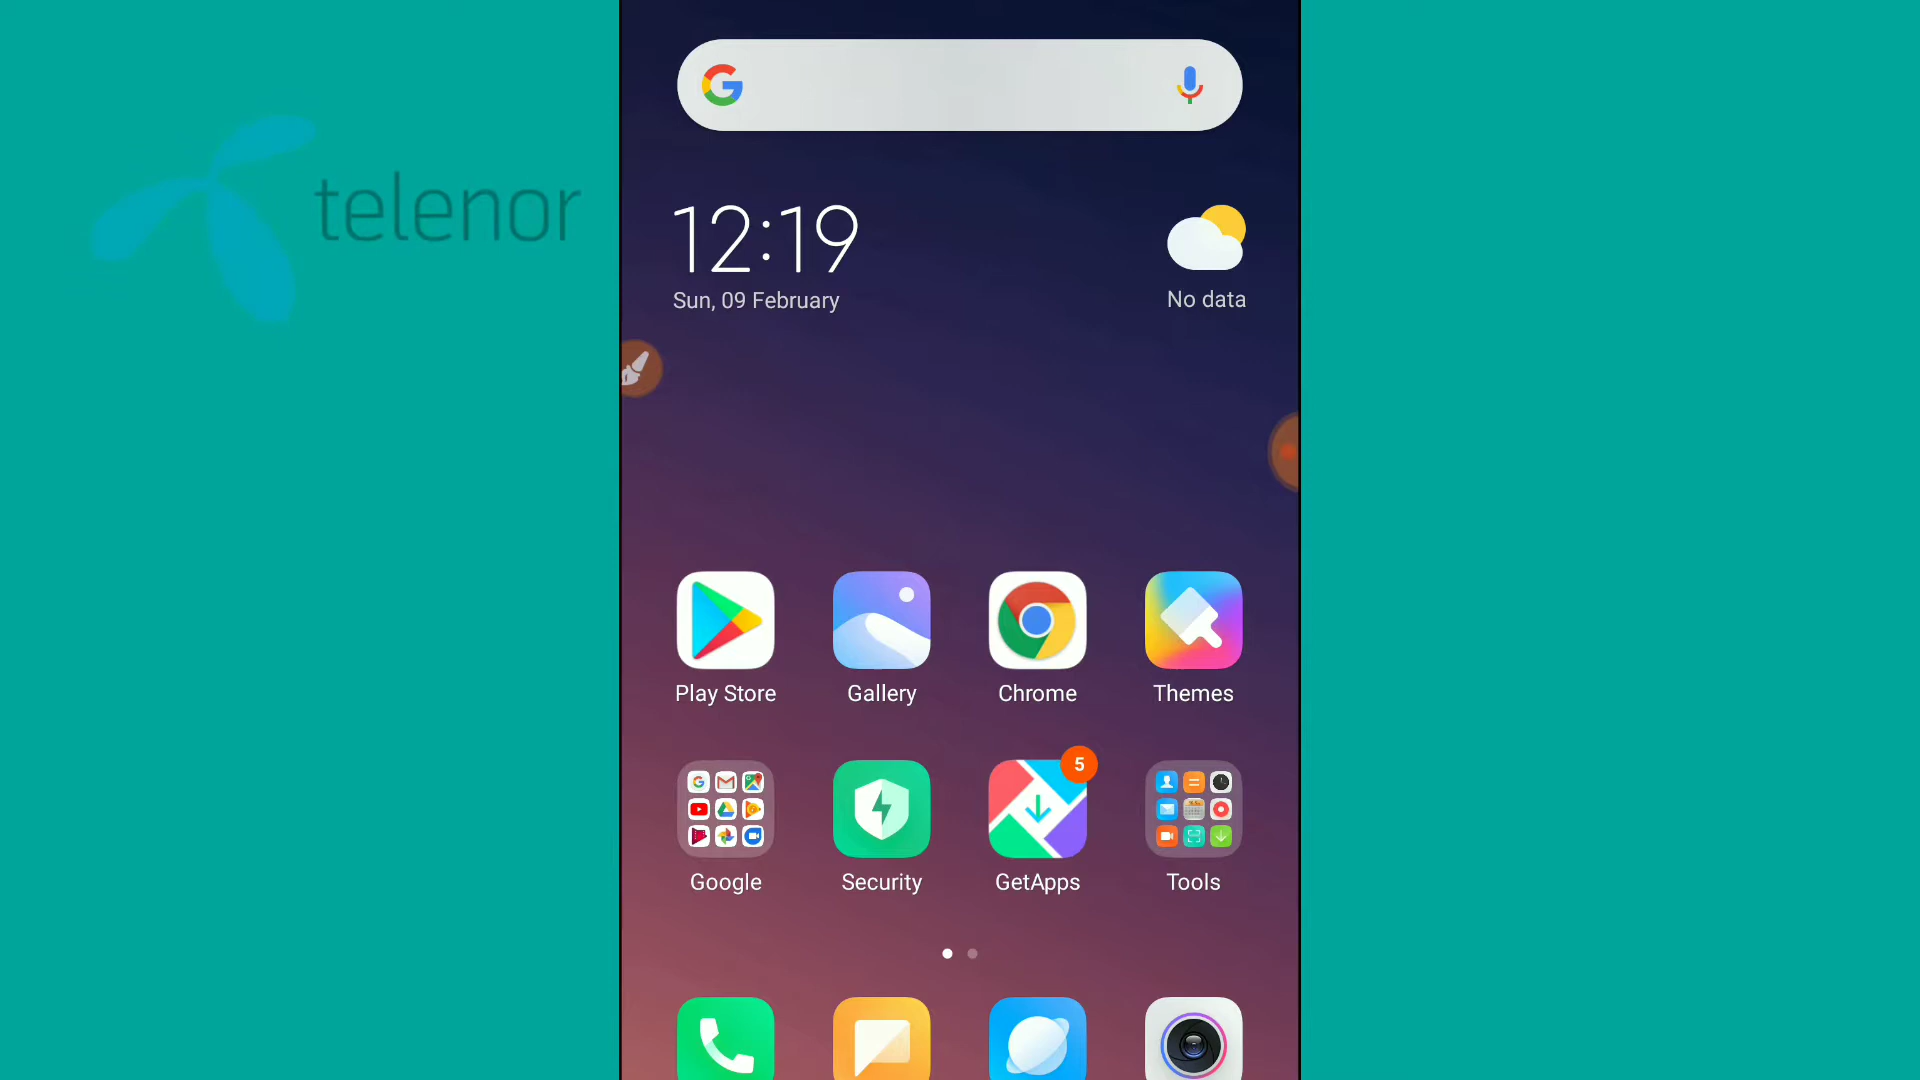 telenor
12:19
Sun, 09 February
No data
Play Store
Gallery
Chrome
Themes
5
Google
Security
GetApps
Tools